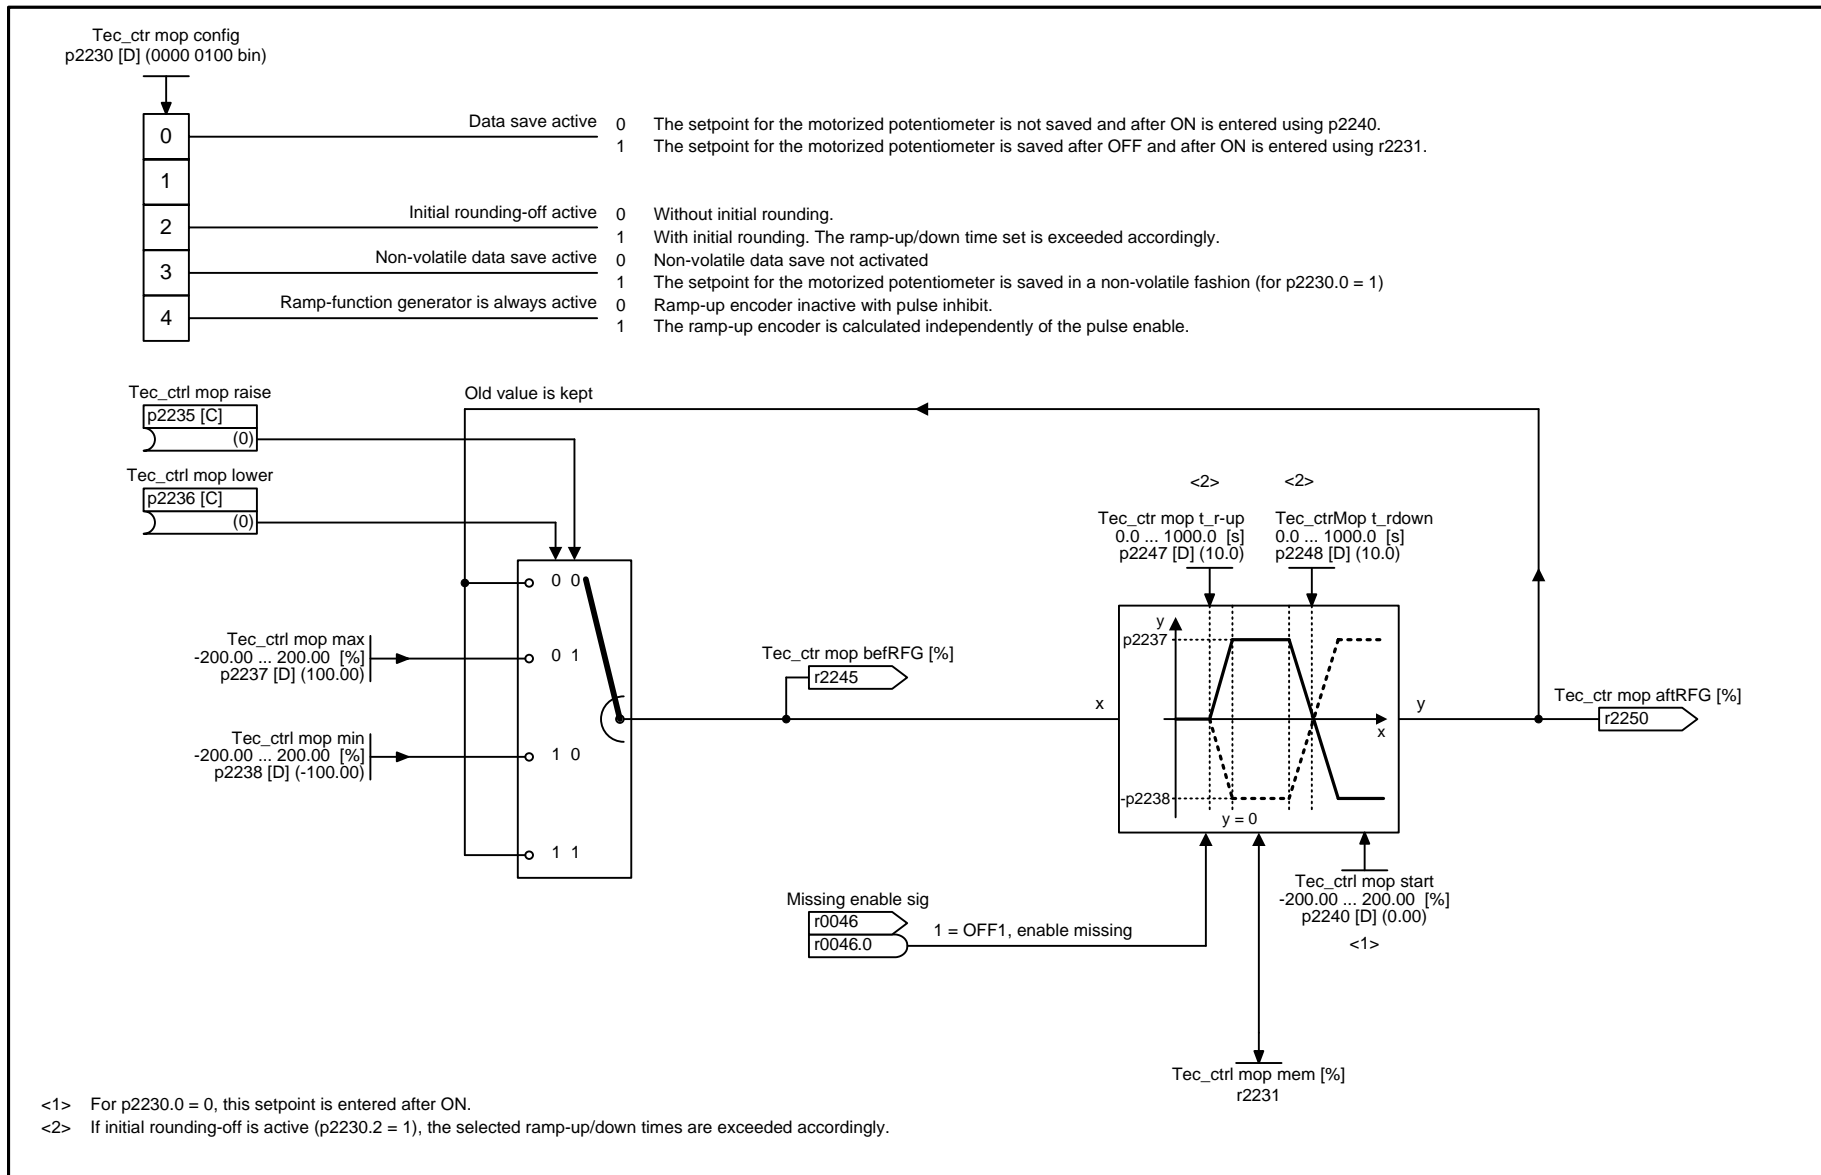 Tec_ctr mop config
p2230 [D] (0000 0100 bin)
0
Data save active
0 The setpoint for the motorized potentiometer is not saved and after ON is entered using p2240.
1 The setpoint for the motorized potentiometer is saved after OFF and after ON is entered using r2231.
1
2
Initial rounding-off active
0 Without initial rounding.
1 With initial rounding. The ramp-up/down time set is exceeded accordingly.
3
Non-volatile data save active
0 Non-volatile data save not activated
1 The setpoint for the motorized potentiometer is saved in a non-volatile fashion (for p2230.0 = 1)
4
Ramp-function generator is always active
0 Ramp-up encoder inactive with pulse inhibit.
1 The ramp-up encoder is calculated independently of the pulse enable.
Tec_ctrl mop raise
p2235 [C]
(0)
Old value is kept
Tec_ctrl mop lower
p2236 [C]
(0)
0 0
Tec_ctrl mop max
-200.00 ... 200.00 [%]
p2237 [D] (100.00)
0 1
Tec_ctrl mop min
-200.00 ... 200.00 [%]
p2238 [D] (-100.00)
1 0
1 1
Tec_ctr mop befRFG [%]
r2245
<2>
<2>
Tec_ctr mop t_r-up
0.0 ... 1000.0 [s]
p2247 [D] (10.0)
Tec_ctrMop t_rdown
0.0 ... 1000.0 [s]
p2248 [D] (10.0)
x
y
p2237
x
-p2238
y = 0
y
Tec_ctr mop aftRFG [%]
r2250
Missing enable sig
r0046
r0046.0
1 = OFF1, enable missing
Tec_ctrl mop start
-200.00 ... 200.00 [%]
p2240 [D] (0.00)
<1>
Tec_ctrl mop mem [%]
r2231
<1> For p2230.0 = 0, this setpoint is entered after ON.
<2> If initial rounding-off is active (p2230.2 = 1), the selected ramp-up/down times are exceeded accordingly.